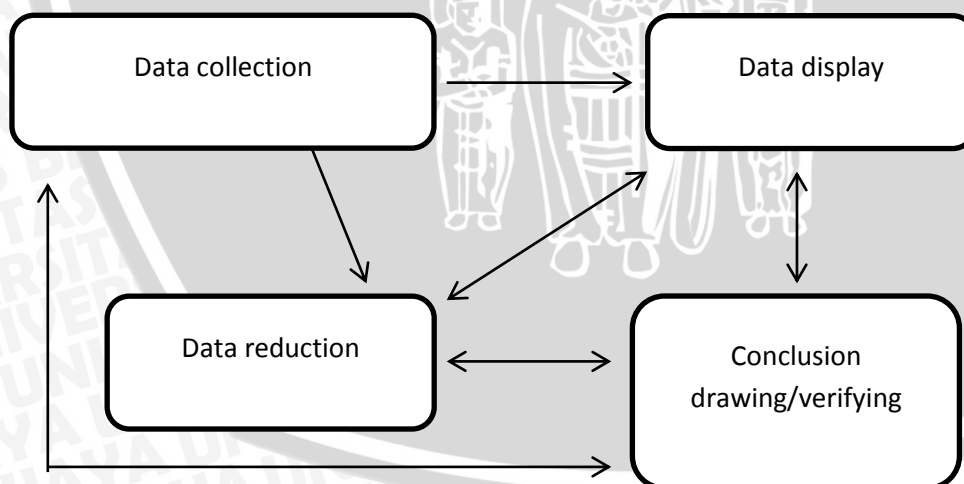 Data collection
Data display
Data reduction
Conclusion
drawing/verifying